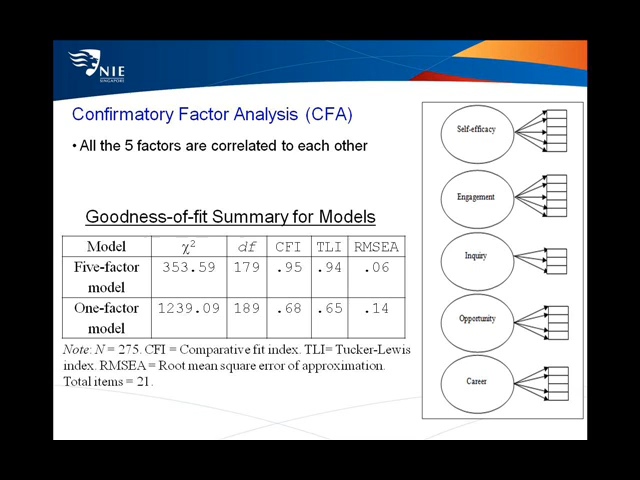 NIE
SINGAPORE
Confirmatory Factor Analysis (CFA)
• All the 5 factors are correlated to each other
Goodness-of-fit Summary for Models
Model χ² df CFI TLI RMSEA
Five-factor model 353.59 179 .95 .94 .06
One-factor model 1239.09 189 .68 .65 .14
Note: N = 275. CFI = Comparative fit index. TLI= Tucker-Lewis
index. RMSEA = Root mean square error of approximation.
Total items = 21.
Self-efficacy
Engagement
Inquiry
Opportunity
Career